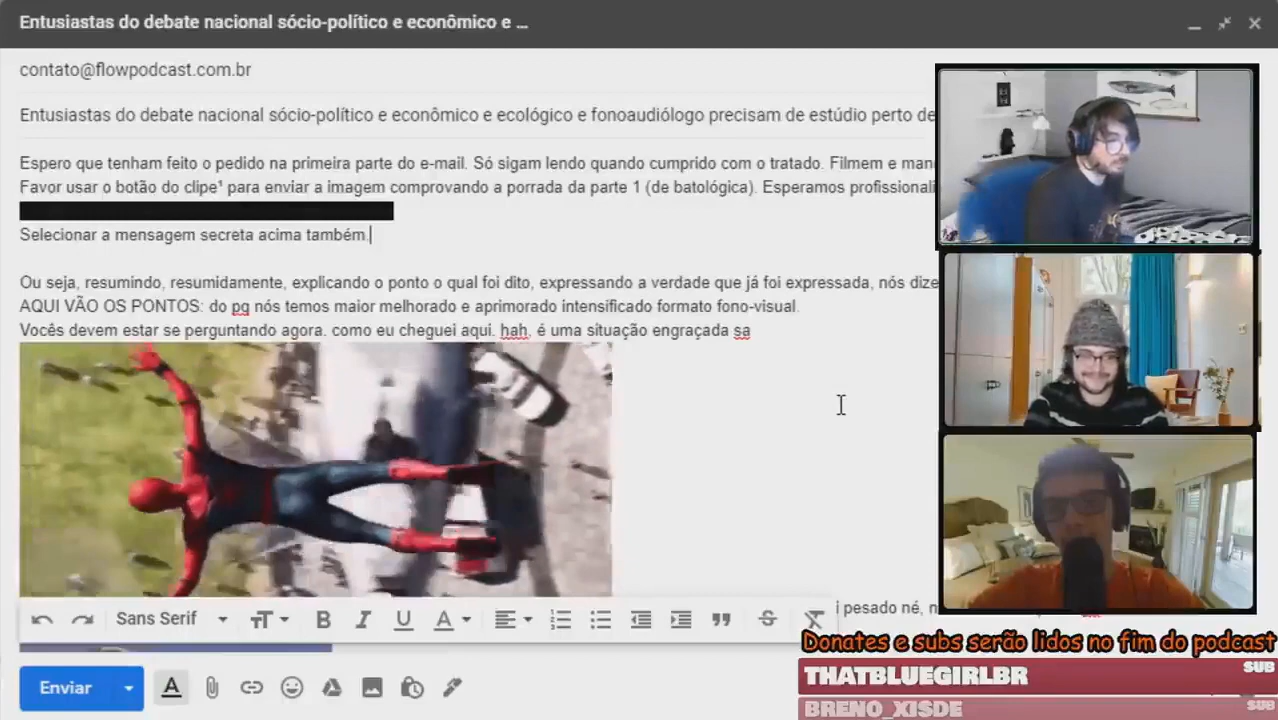 Entusiastas do debate nacional sócio-político e econômico e ...
contato@flowpodcast.com.br
Entusiastas do debate nacional sócio-político e econômico e ecológico e fonoaudiólogo precisam de estúdio perto de
Espero que tenham feito o pedido na primeira parte do e-mail. Só sigam lendo quando cumprido com o tratado. Filmem e
Favor usar o botão do clipe¹ para enviar a imagem comprovando a porrada da parte 1 (de batológica). Esperamos
Selecionar a mensagem secreta acima também.
Ou seja, resumindo, resumidamente, explicando o ponto o qual foi dito, expressando a verdade que já foi expressada, nós
AQUI VÃO OS PONTOS: do pq nós temos maior melhorado e aprimorado intensificado formato fono-visual.
Vocês devem estar se perguntando agora. como eu cheguei aqui. hah. é uma situação engraçada sa
i pesado né, n
Sans Serif
Enviar
Donates e subs serão lidos no fim do podcast
THATBLUEGIRLBR SUB
BRENO_XISDE SUB